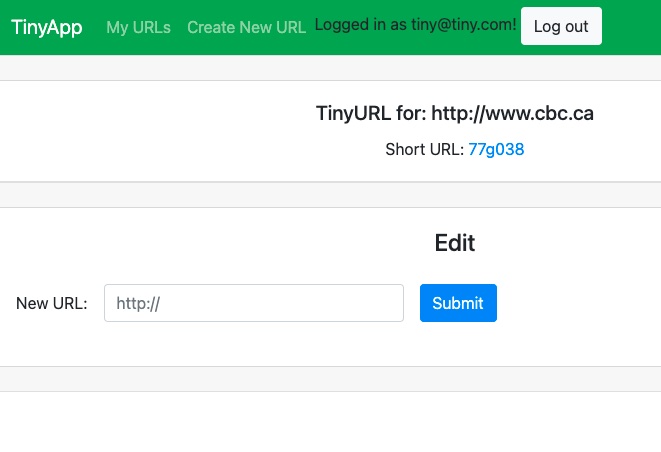 TinyApp My URLs Create New URL Logged in as tiny@tiny.com! Log out
TinyURL for: http://www.cbc.ca
Short URL: 77g038
Edit
New URL: http:// Submit